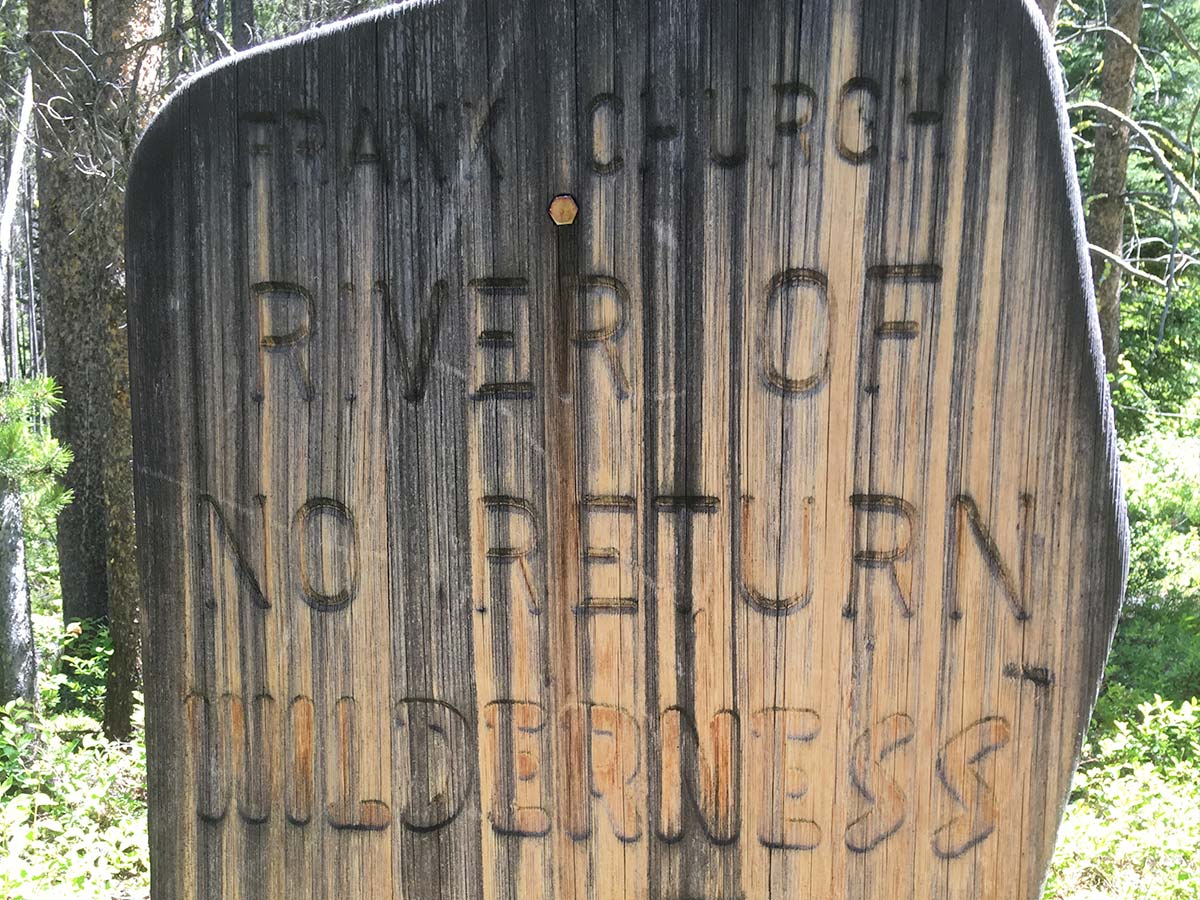 FRANK CHURCH
RIVER OF
NO RETURN
WILDERNESS